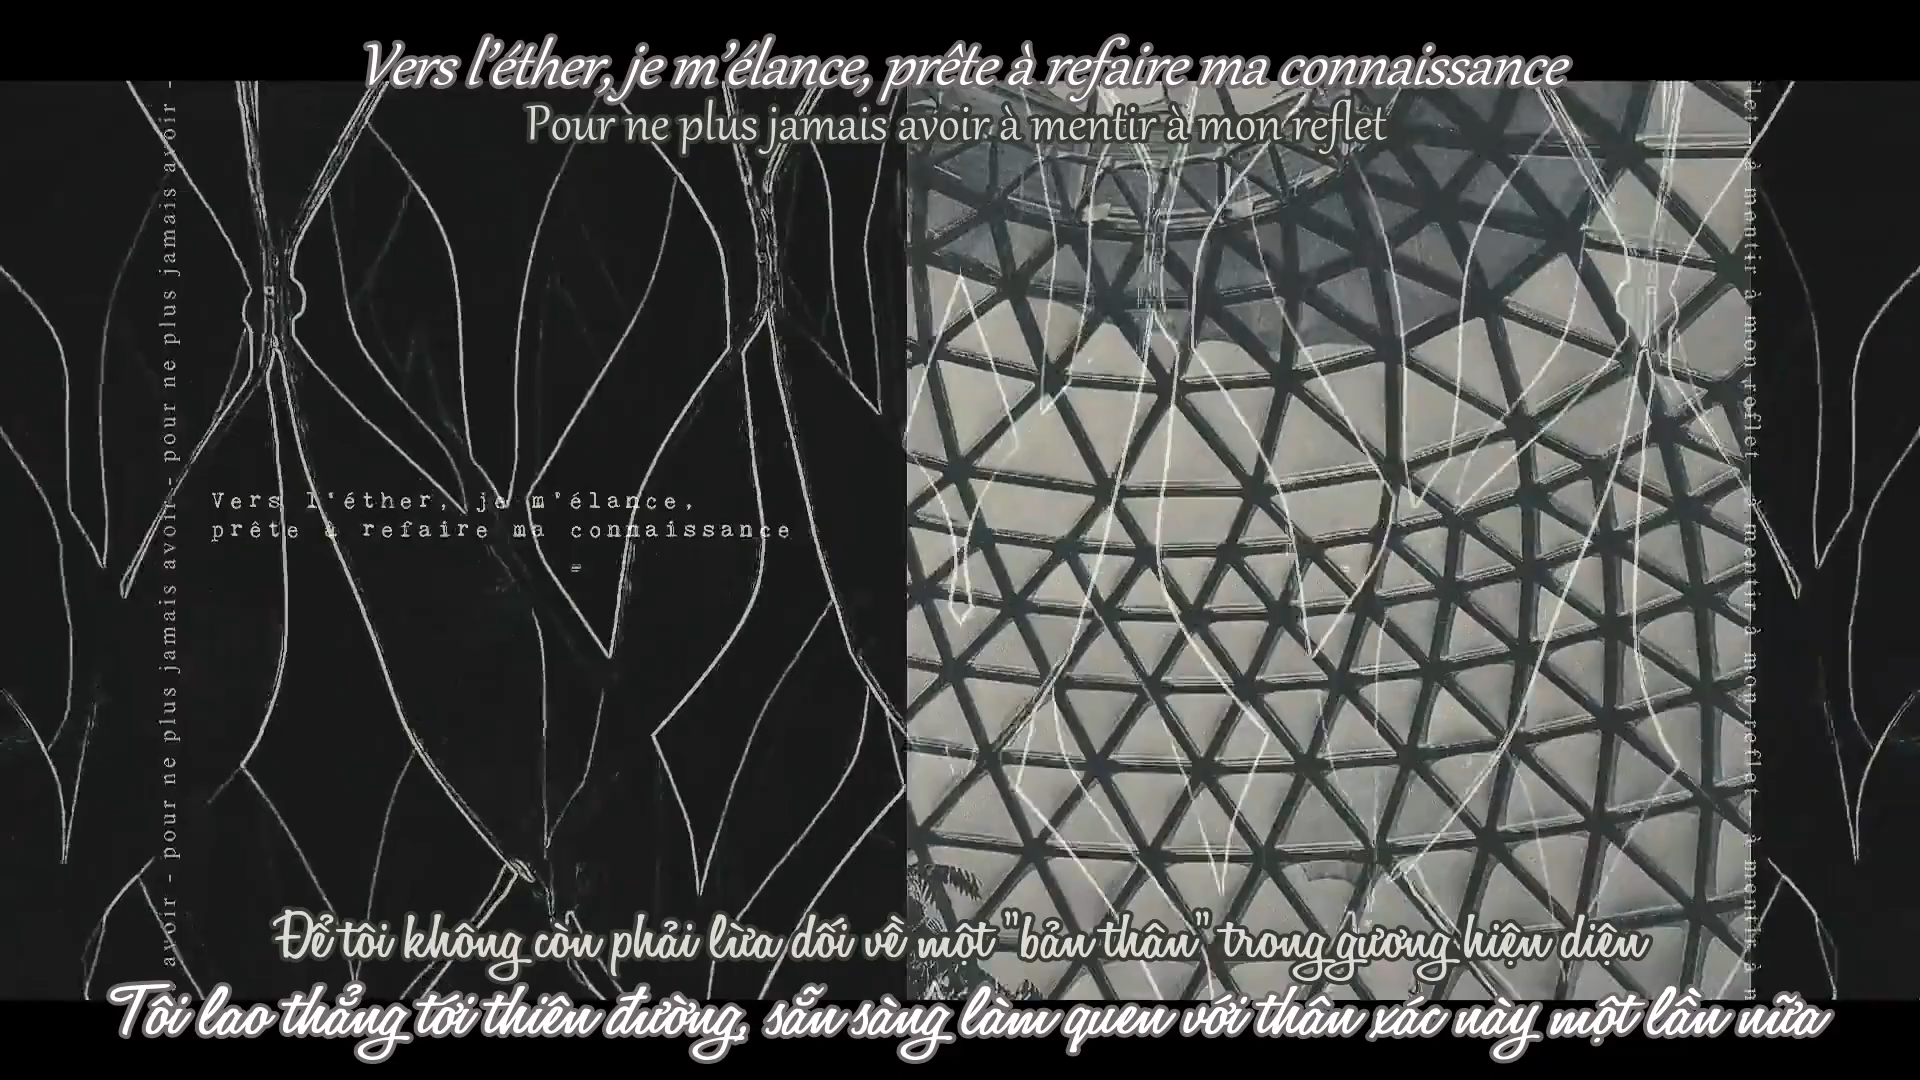 Vers l'éther, je m'élance, prête à refaire ma connaissance
Pour ne plus jamais avoir à mentir à mon reflet
avoir - pour ne plus jamais avoir - pour ne plus jamais avoir -
Vers l'éther, je m'élance,
prête à refaire ma connaissance
reflet - à mentir à mon reflet - à mentir à mon reflet - à mentir à
Để tôi không còn phải lừa dối về một "bản thân" trong gương hiện diện
Tôi lao thẳng tới thiên đường, sẵn sàng làm quen với thân xác này một lần nữa